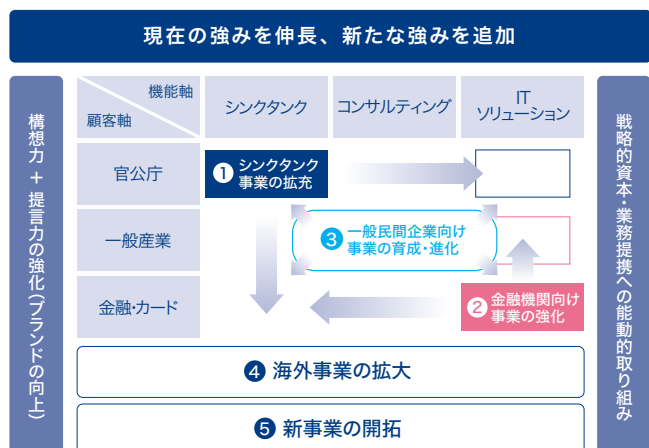 現在の強みを伸長、新たな強みを追加
構想力 + 提言力の強化(ブランドの向上)
機能軸
顧客軸
シンクタンク
コンサルティング
IT
ソリューション
官公庁
1 シンクタンク
事業の拡充
一般産業
3 一般民間企業向け
事業の育成・進化
金融・カード
2 金融機関向け
事業の強化
4 海外事業の拡大
5 新事業の開拓
戦略的資本・業務提携への能動的取り組み